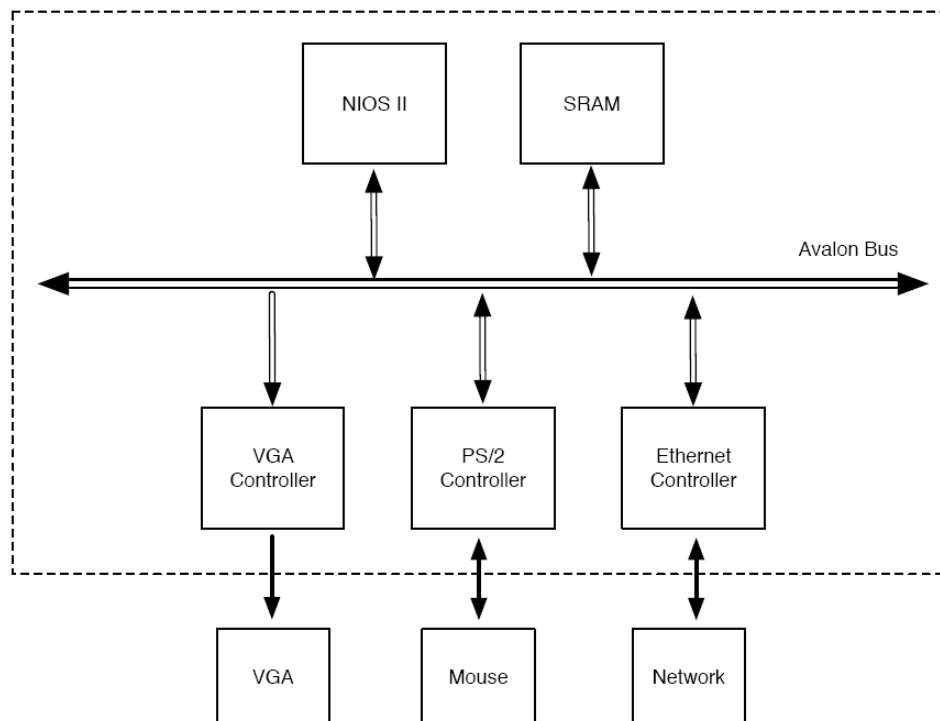 NIOS II
SRAM
Avalon Bus
VGA
Controller
PS/2
Controller
Ethernet
Controller
VGA
Mouse
Network